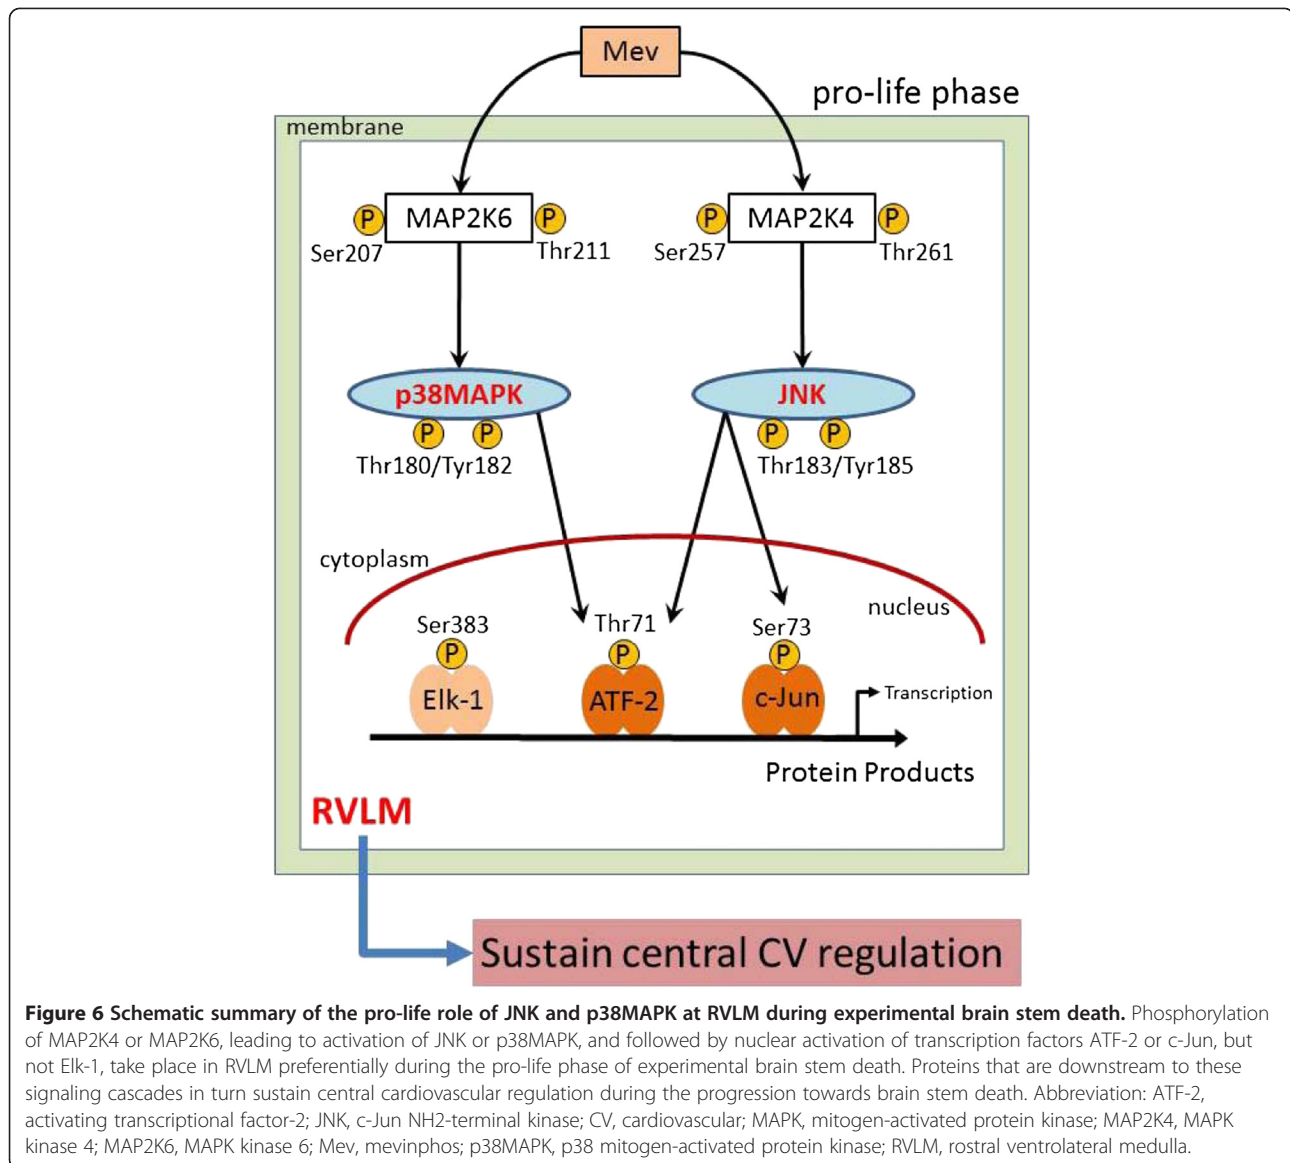 Mev
pro-life phase
membrane
P MAP2K6 P
Ser207 Thr211
P MAP2K4 P
Ser257 Thr261
p38MAPK
P P
Thr180/Tyr182
JNK
P P
Thr183/Tyr185
cytoplasm
nucleus
Ser383
P
Elk-1
Thr71
P
ATF-2
Ser73
P
c-Jun
Transcription
Protein Products
RVLM
Sustain central CV regulation
Figure 6 Schematic summary of the pro-life role of JNK and p38MAPK at RVLM during experimental brain stem death. Phosphorylation
of MAP2K4 or MAP2K6, leading to activation of JNK or p38MAPK, and followed by nuclear activation of transcription factors ATF-2 or c-Jun, but
not Elk-1, take place in RVLM preferentially during the pro-life phase of experimental brain stem death. Proteins that are downstream to these
signaling cascades in turn sustain central cardiovascular regulation during the progression towards brain stem death. Abbreviation: ATF-2,
activating transcriptional factor-2; JNK, c-Jun NH2-terminal kinase; CV, cardiovascular; MAPK, mitogen-activated protein kinase; MAP2K4, MAPK
kinase 4; MAP2K6, MAPK kinase 6; Mev, mevinphos; p38MAPK, p38 mitogen-activated protein kinase; RVLM, rostral ventrolateral medulla.